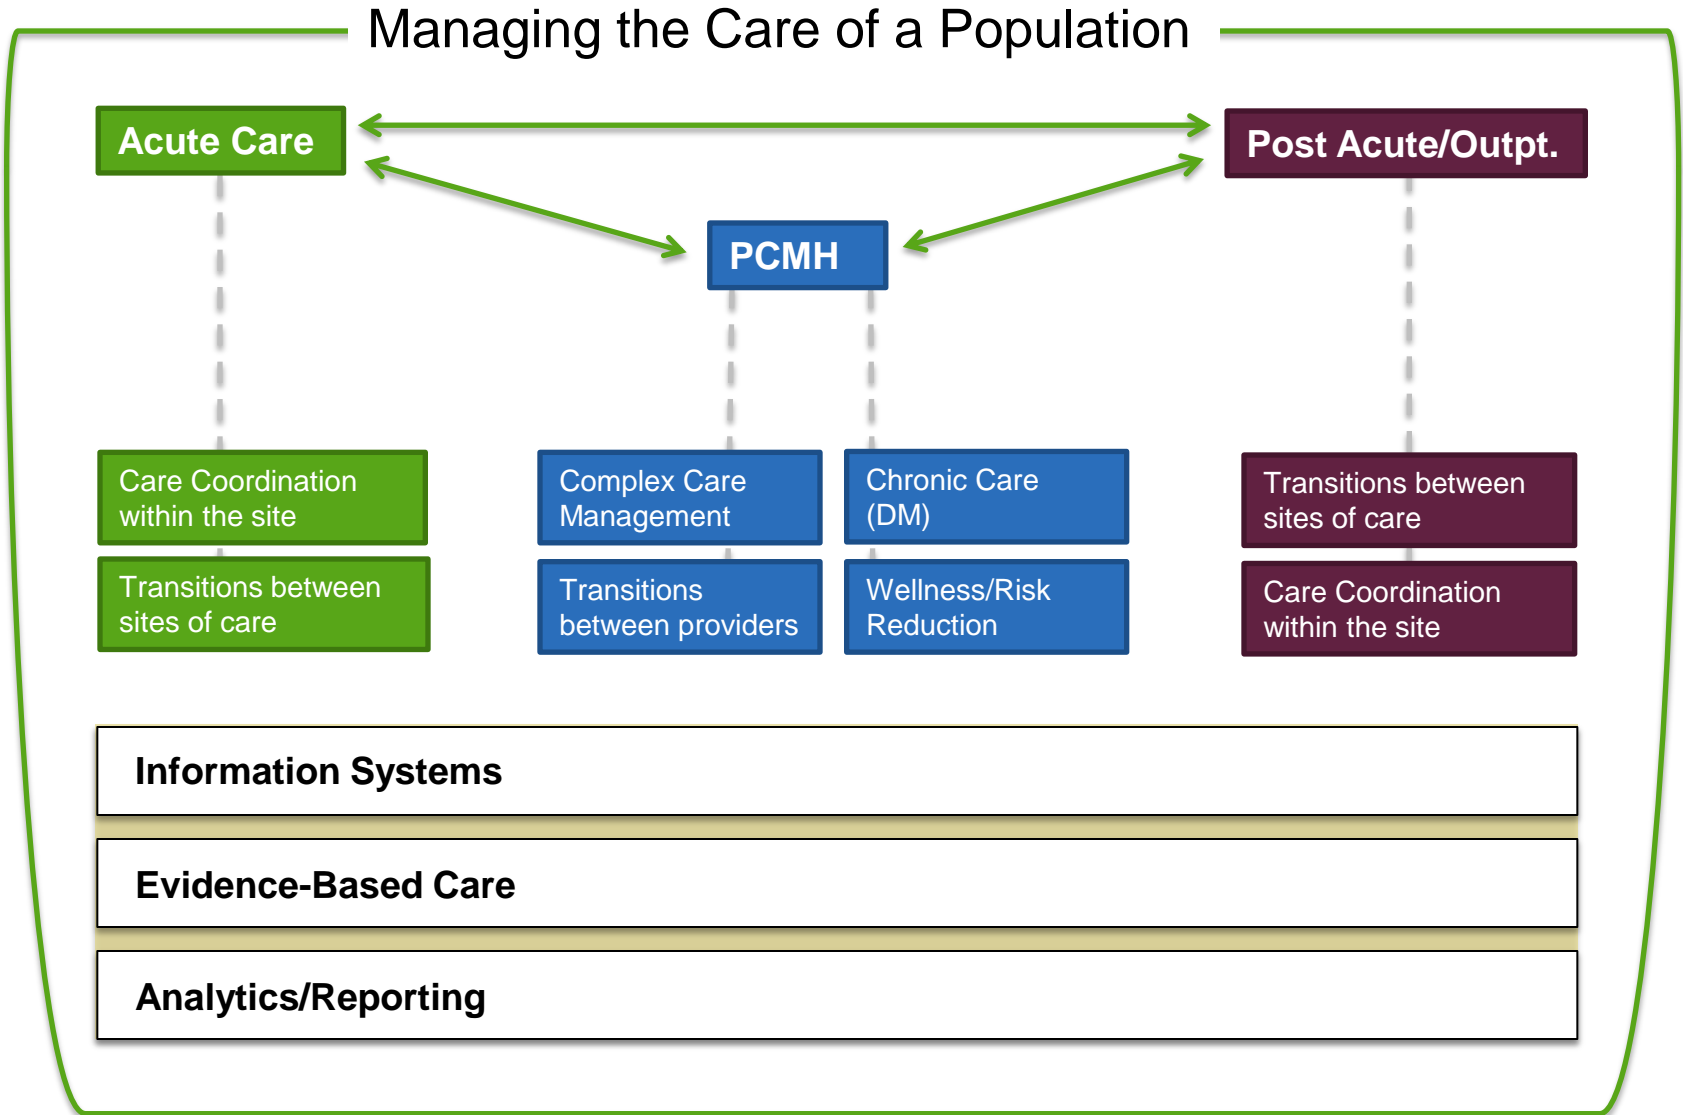 Managing the Care of a Population
Acute Care
Post Acute/Outpt.
PCMH
Care Coordination
within the site
Transitions between
sites of care
Complex Care
Management
Transitions
between providers
Chronic Care
(DM)
Wellness/Risk
Reduction
Transitions between
sites of care
Care Coordination
within the site
Information Systems
Evidence-Based Care
Analytics/Reporting